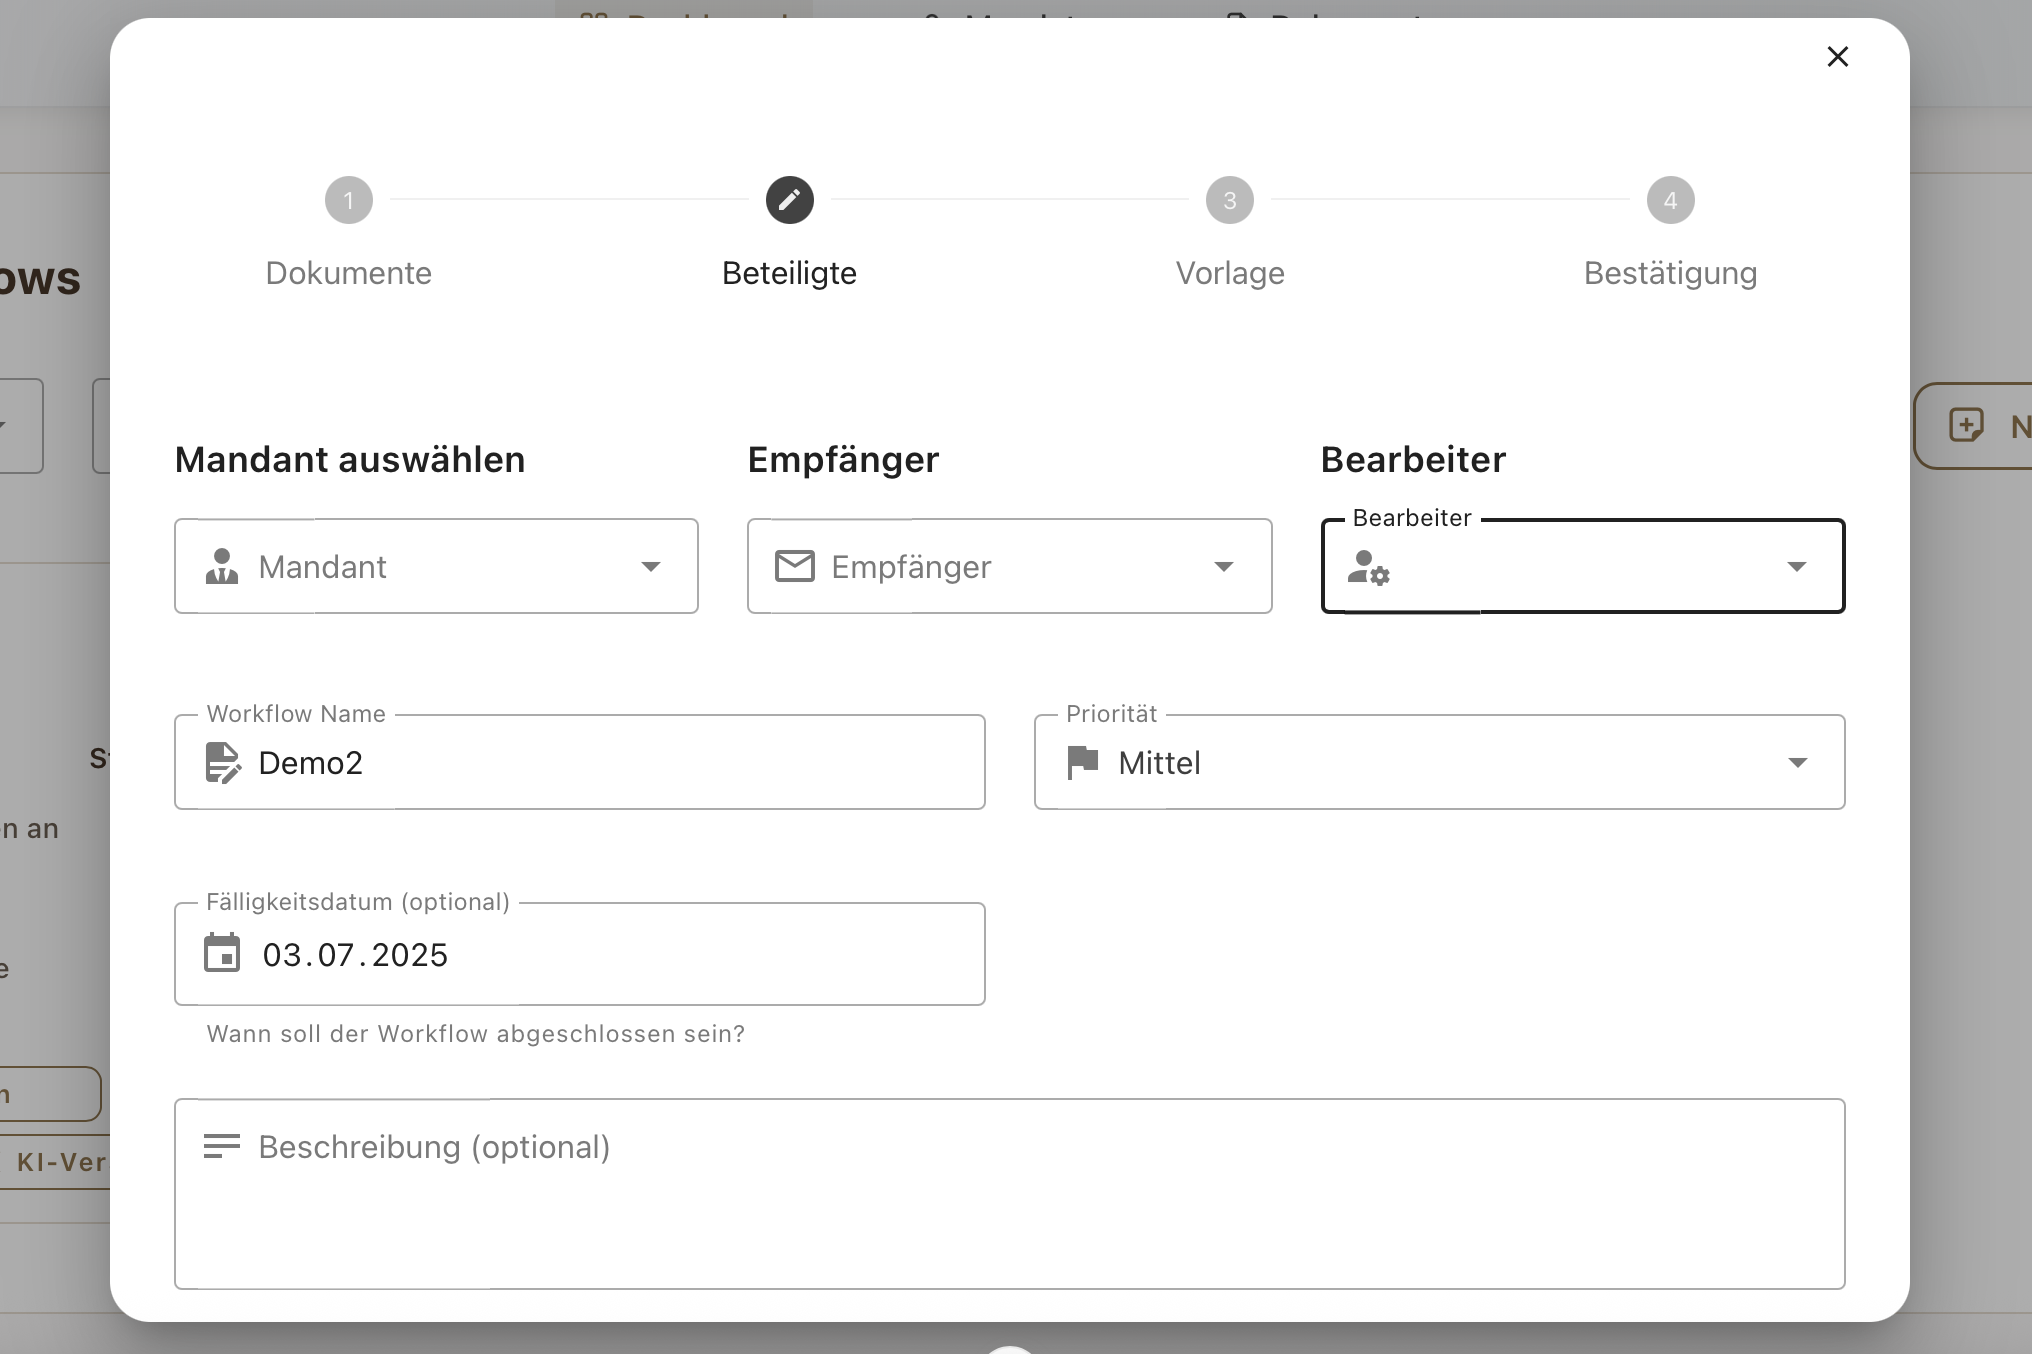 1
3
4
Dokumente
Beteiligte
Vorlage
Bestätigung
Mandant auswählen
Empfänger
Bearbeiter
Bearbeiter
Mandant
Empfänger
Workflow Name
Demo2
Priorität
Mittel
en an
Fälligkeitsdatum (optional)
03.07.2025
Wann soll der Workflow abgeschlossen sein?
Beschreibung (optional)
KI-Ver